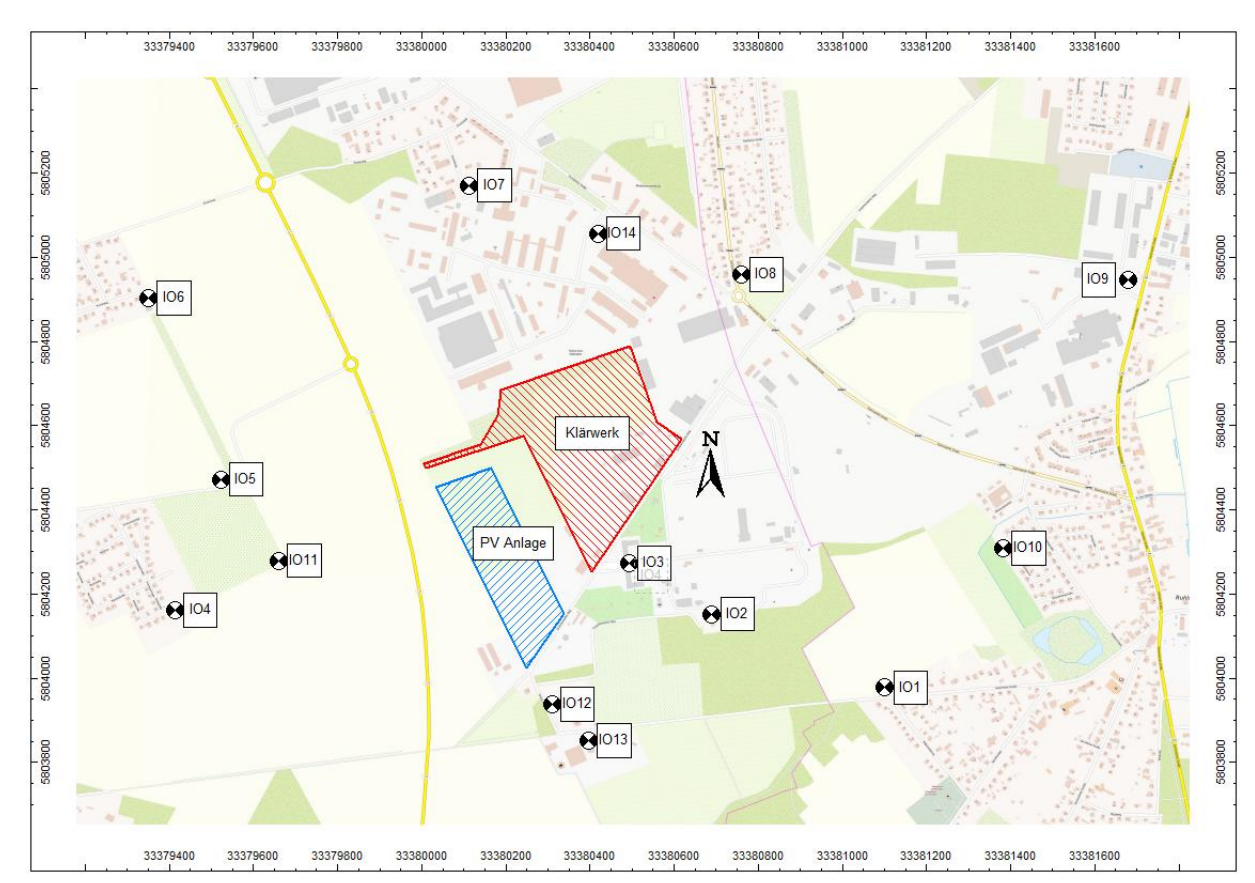 33379400 33379600 33379800 33380000 33380200 33380400 33380600 33380800 33381000 33381200 33381400 33381600
5805200 5805200
IO7
IO14
5805000 5805000
IO8
IO9
IO6
5804800 5804800
5804600 5804600
Klärwerk
N
IO5
5804400 5804400
PV Anlage
IO10
IO11
IO3
IO4
5804200 5804200
IO4
IO2
5804000 5804000
IO1
IO12
IO13
5803800 5803800
33379400 33379600 33379800 33380000 33380200 33380400 33380600 33380800 33381000 33381200 33381400 33381600